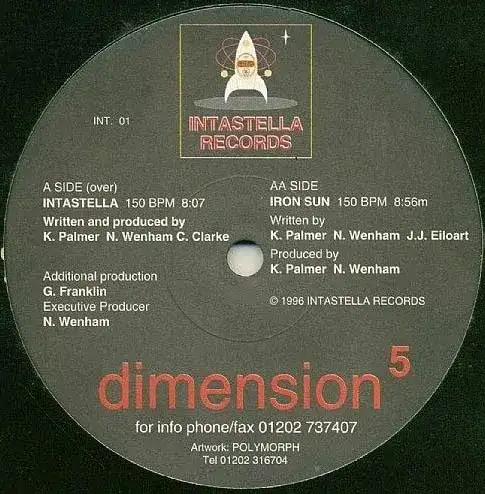 INTASTELLA
RECORDS
INT. 01
A SIDE (over)
INTASTELLA 150 BPM 8:07
Written and produced by
K. Palmer N. Wenham C. Clarke
Additional production
G. Franklin
Executive Producer
N. Wenham
AA SIDE
IRON SUN 150 BPM 8:56m
Written by
K. Palmer N. Wenham J.J. Eiloart
Produced by
K. Palmer N. Wenham
© 1996 INTASTELLA RECORDS
dimension 5
for info phone/fax 01202 737407
Artwork: POLYMORPH
Tel 01202 316704